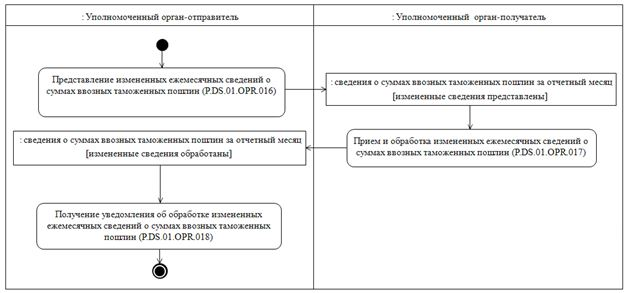 : Уполномоченный орган-отправитель
: Уполномоченный орган-получатель
Представление измененных ежемесячных сведений о
суммах ввозных таможенных пошлин (P.DS.01.OPR.016)
: сведения о суммах ввозных таможенных пошлин за отчетный месяц
[измененные сведения представлены]
: сведения о суммах ввозных таможенных пошлин за отчетный месяц
[измененные сведения обработаны]
Прием и обработка измененных ежемесячных сведений о
суммах ввозных таможенных пошлин (P.DS.01.OPR.017)
Получение уведомления об обработке измененных
ежемесячных сведений о суммах ввозных таможенных
пошлин (P.DS.01.OPR.018)